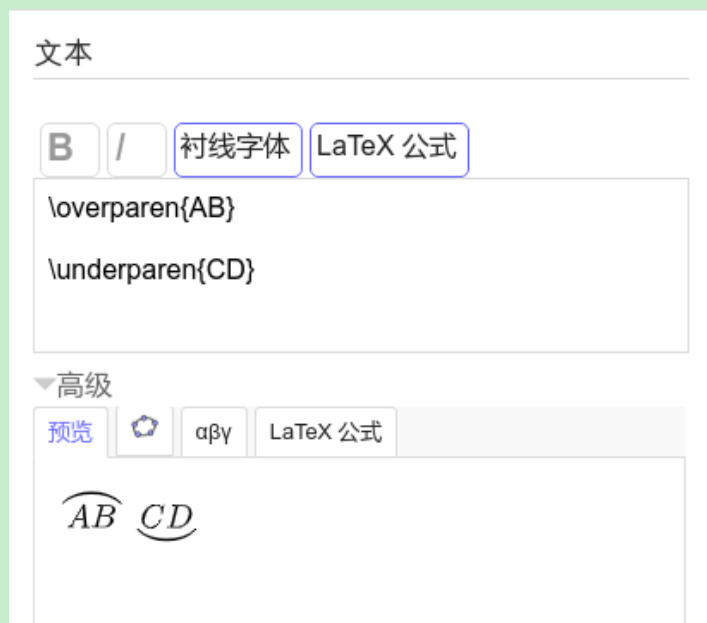 文本
B I 衬线字体 LaTeX 公式
\overparen{AB}
\underparen{CD}
高级
预览 αβγ LaTeX 公式
AB CD